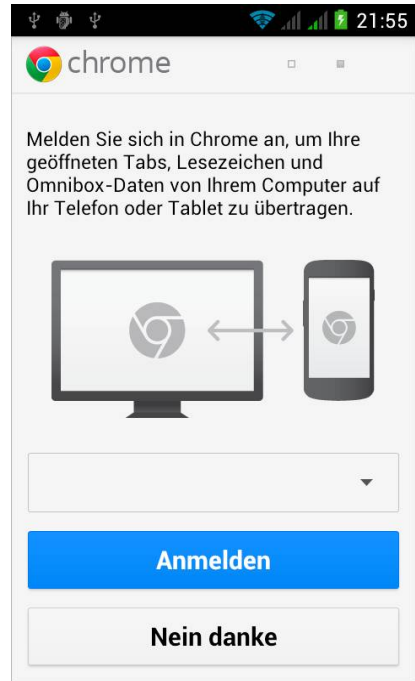 21:55
chrome
Melden Sie sich in Chrome an, um Ihre
geöffneten Tabs, Lesezeichen und
Omnibox-Daten von Ihrem Computer auf
Ihr Telefon oder Tablet zu übertragen.
Anmelden
Nein danke